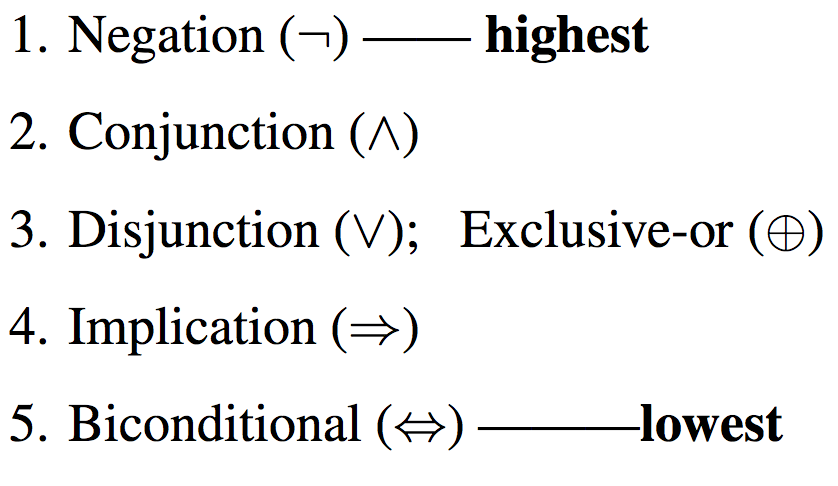 1. Negation (¬) —— highest
2. Conjunction (∧)
3. Disjunction (∨); Exclusive-or (⊕)
4. Implication (⇒)
5. Biconditional (⇔) ———lowest